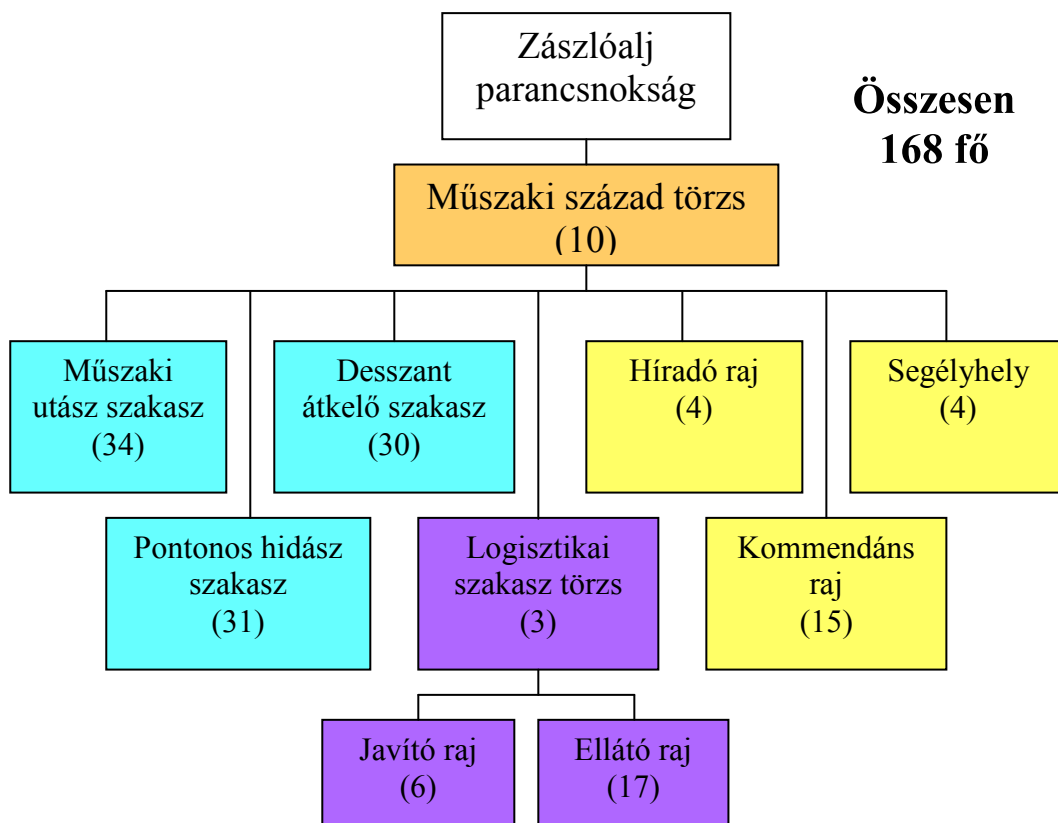 Zászlóalj
parancsnokság
Összesen
168 fő
Műszaki század törzs
(10)
Műszaki
utász szakasz
(34)
Desszant
átkelő szakasz
(30)
Híradó raj
(4)
Segélyhely
(4)
Pontonos hidász
szakasz
(31)
Logisztikai
szakasz törzs
(3)
Kommendáns
raj
(15)
Javító raj
(6)
Ellátó raj
(17)